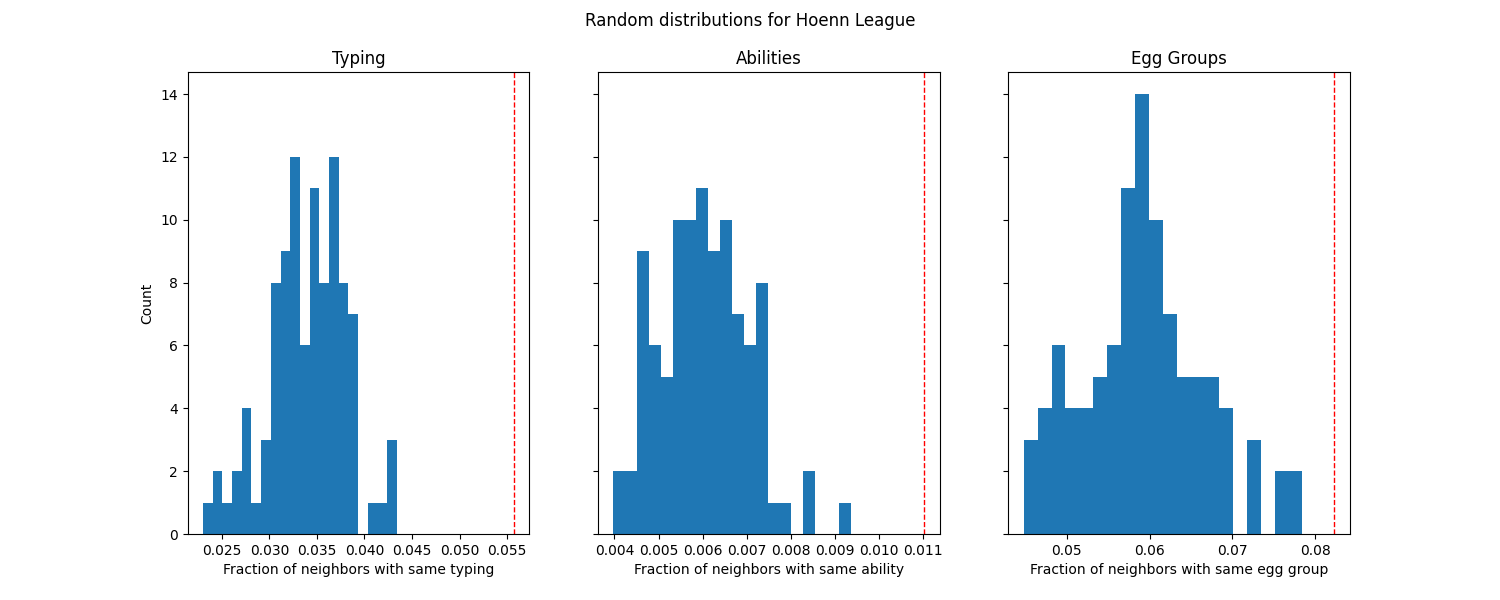 Random distributions for Hoenn League
Typing
Abilities
Egg Groups
Count
14
12
10
8
6
4
2
0
0.025 0.030 0.035 0.040 0.045 0.050 0.055
0.004 0.005 0.006 0.007 0.008 0.009 0.010 0.011
0.05 0.06 0.07 0.08
Fraction of neighbors with same typing
Fraction of neighbors with same ability
Fraction of neighbors with same egg group